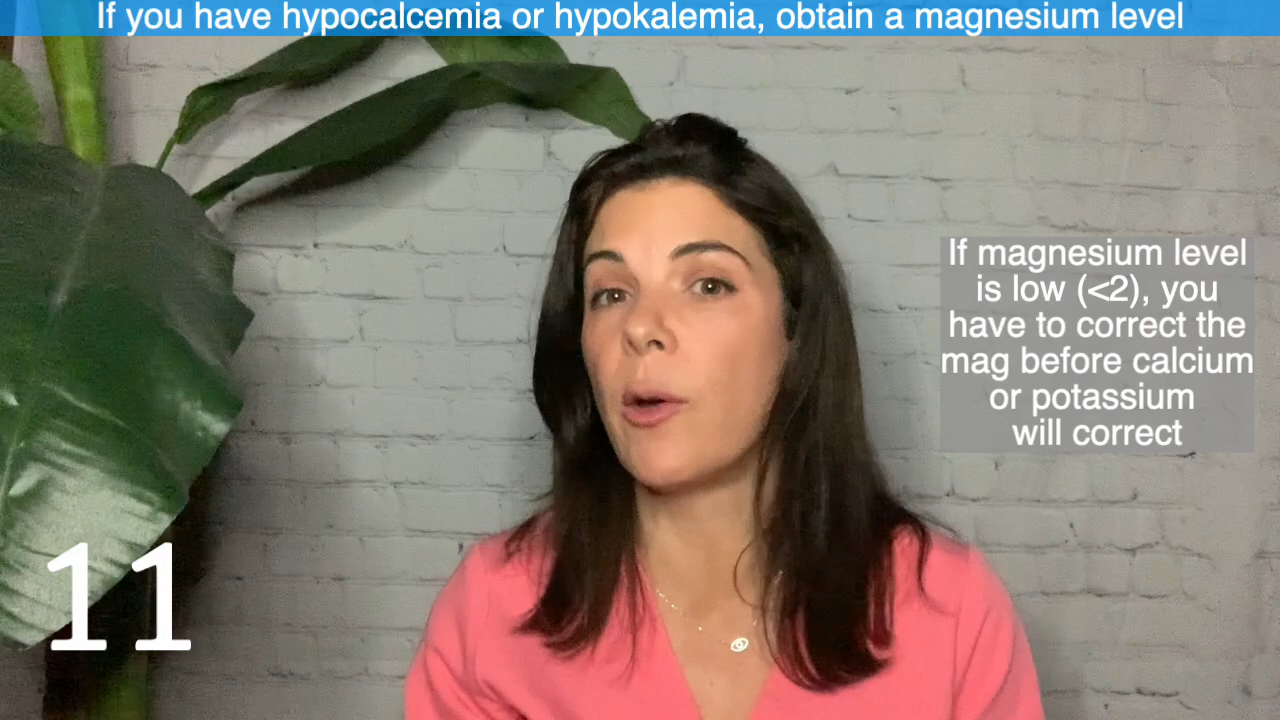 If you have hypocalcemia or hypokalemia, obtain a magnesium level
If magnesium level
is low (<2), you
have to correct the
mag before calcium
or potassium
will correct
11